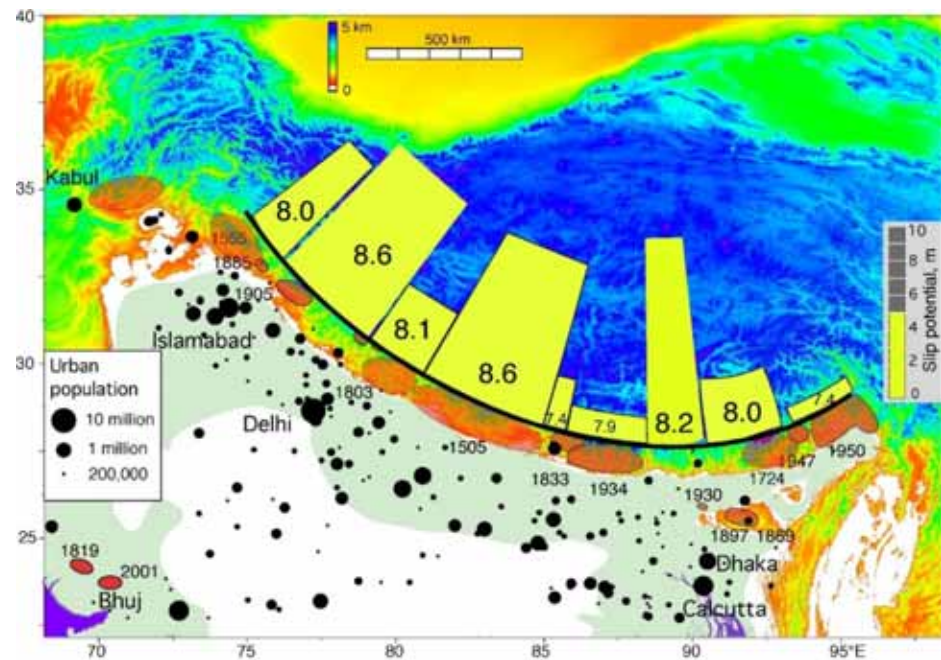 40
5 km
0
500 km
35
30
25
Kabul
8.0
8.6
8.1
8.6
7.4
7.9
8.2
8.0
7.4
10
8
6
4
2
0
Slip potential, m
1555
1885
1905
Islamabad
Urban
population
10 million
1 million
200,000
Delhi
1803
1505
1833
1934
1930
1724
1947
1950
1897
1869
Dhaka
Calcutta
1819
2001
Bhuj
70
75
80
85
90
95°E